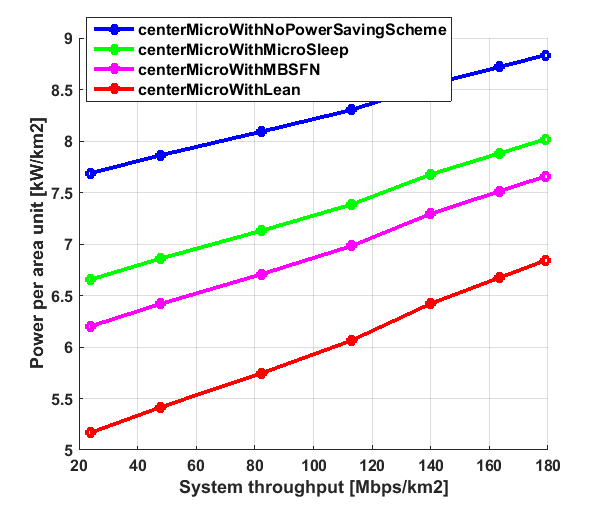 centerMicroWithNoPowerSavingScheme
centerMicroWithMicroSleep
centerMicroWithMBSFN
centerMicroWithLean
9
8.5
8
7.5
7
6.5
6
5.5
5
Power per area unit [kW/km2]
20 40 60 80 100 120 140 160 180
System throughput [Mbps/km2]